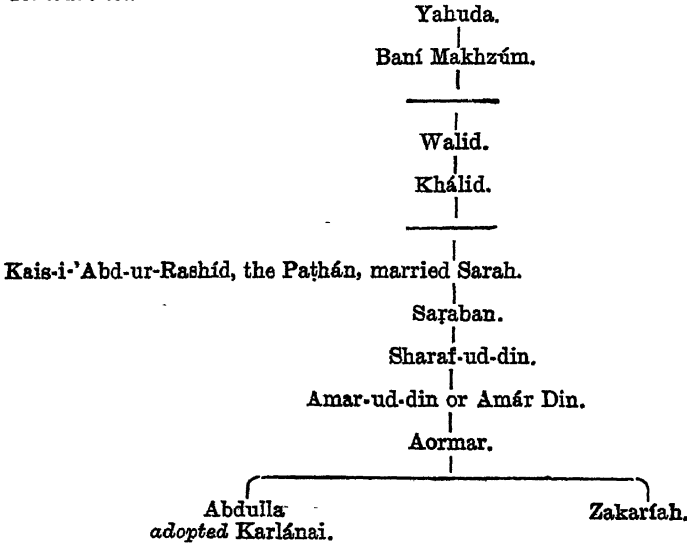 Yahuda.
Baní Makhzúm.
Walid.
Khálid.
Kais-i-'Abd-ur-Rashíd, the Paṭhán, married Sarah.
Saṛaban.
Sharaf-ud-din.
Amar-ud-din or Amár Din.
Aormar.
Abdulla Zakaríah.
adopted Karlánai.